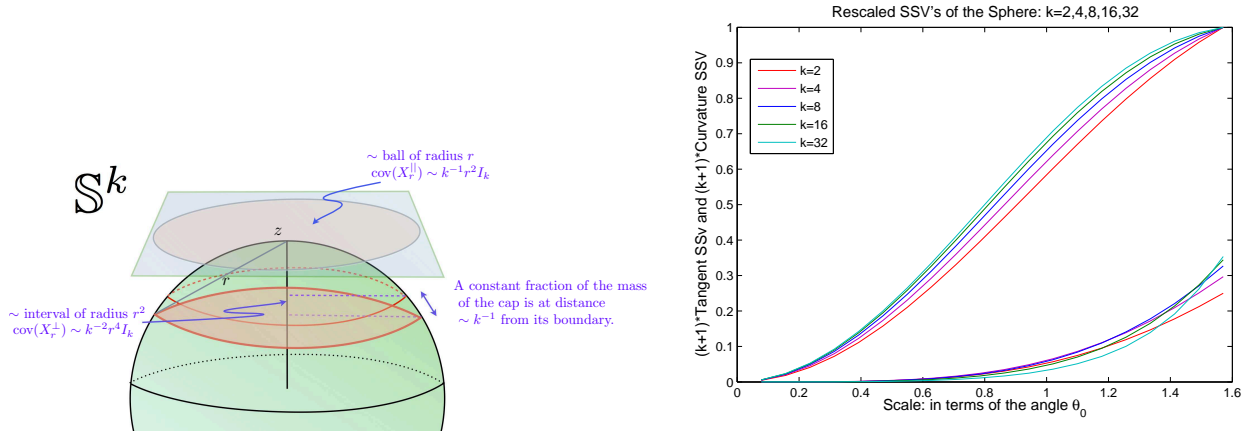 𝕊^k
∼ ball of radius r
cov(X_r^{||}) ∼ k^{-1}r^2I_k
z
r
∼ interval of radius r^2
cov(X_r^⊥) ∼ k^{-2}r^4I_k
A constant fraction of the mass
of the cap is at distance
∼ k^{-1} from its boundary.
Rescaled SSV's of the Sphere: k=2,4,8,16,32
(k+1)*Tangent SSv and (k+1)*Curvature SSV
1
0.9
0.8
0.7
0.6
0.5
0.4
0.3
0.2
0.1
0
k=2
k=4
k=8
k=16
k=32
0 0.2 0.4 0.6 0.8 1 1.2 1.4 1.6
Scale: in terms of the angle θ_0